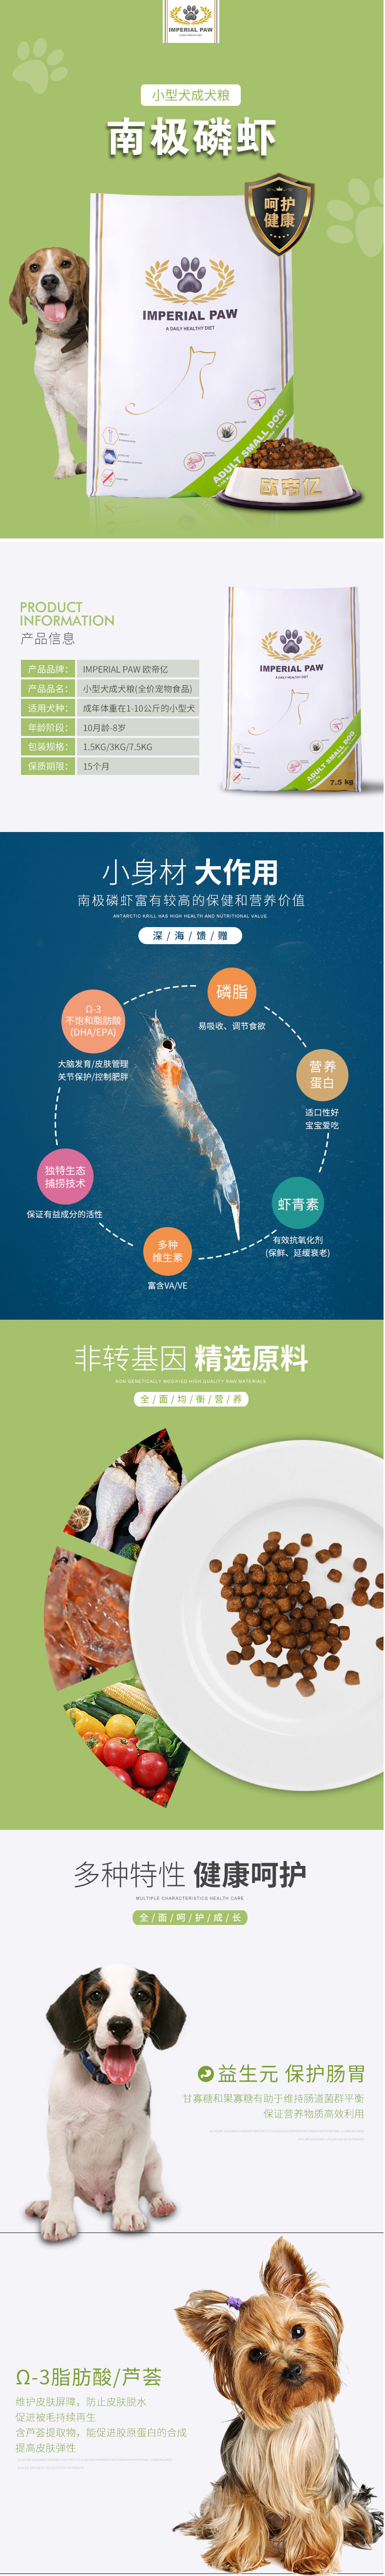 IMPERIAL PAW
小型犬成犬粮
南极磷虾
呵护
健康
IMPERIAL PAW
A DAILY HEALTHY DIET
ADULT SMALL DOG
欧帝亿
PRODUCT
INFORMATION
产品信息
产品品牌: IMPERIAL PAW 欧帝亿
产品品名: 小型犬成犬粮(全价宠物食品)
适用犬种: 成年体重在1-10公斤的小型犬
年龄阶段: 10月龄-8岁
包装规格: 1.5KG/3KG/7.5KG
保质期限: 15个月
IMPERIAL PAW
A DAILY HEALTHY DIET
ADULT SMALL DOG
7.5 kg
小身材 大作用
南极磷虾富有较高的保健和营养价值
ANTARCTIC KRILL HAS HIGH HEALTH AND NUTRITIONAL VALUE
深 / 海 / 馈 / 赠
磷脂
易吸收、调节食欲
Ω-3
不饱和脂肪酸
(DHA/EPA)
大脑发育/皮肤管理
关节保护/控制肥胖
营养
蛋白
适口性好
宝宝爱吃
独特生态
捕捞技术
保证有益成分的活性
虾青素
有效抗氧化剂
(保鲜、延缓衰老)
多种
维生素
富含VA/VE
非转基因 精选原料
NON GENETICALLY MODIFIED HIGH QUALITY RAW MATERIALS
全 / 面 / 均 / 衡 / 营 / 养
多种特性 健康呵护
MULTIPLE CHARACTERISTICS HEALTH CARE
全 / 面 / 呵 / 护 / 成 / 长
益生元 保护肠胃
甘寡糖和果寡糖有助于维持肠道菌群平衡
保证营养物质高效利用
Ω-3脂肪酸/芦荟
维护皮肤屏障，防止皮肤脱水
促进被毛持续再生
含芦荟提取物，能促进胶原蛋白的合成
提高皮肤弹性